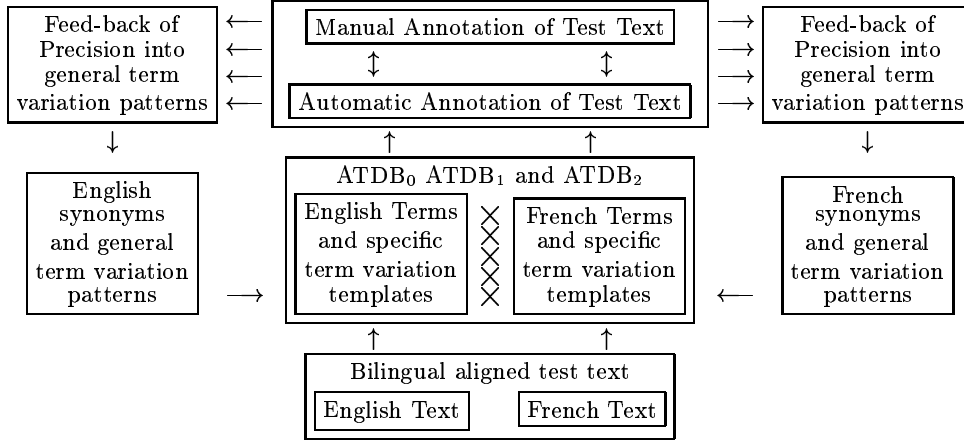 Feed-back of
Precision into
general term
variation patterns
Manual Annotation of Test Text
Automatic Annotation of Test Text
Feed-back of
Precision into
general term
variation patterns
English
synonyms
and general
term variation
patterns
ATDB₀ ATDB₁ and ATDB₂
English Terms
and specific
term variation
templates
French Terms
and specific
term variation
templates
French
synonyms
and general
term variation
patterns
Bilingual aligned test text
English Text
French Text